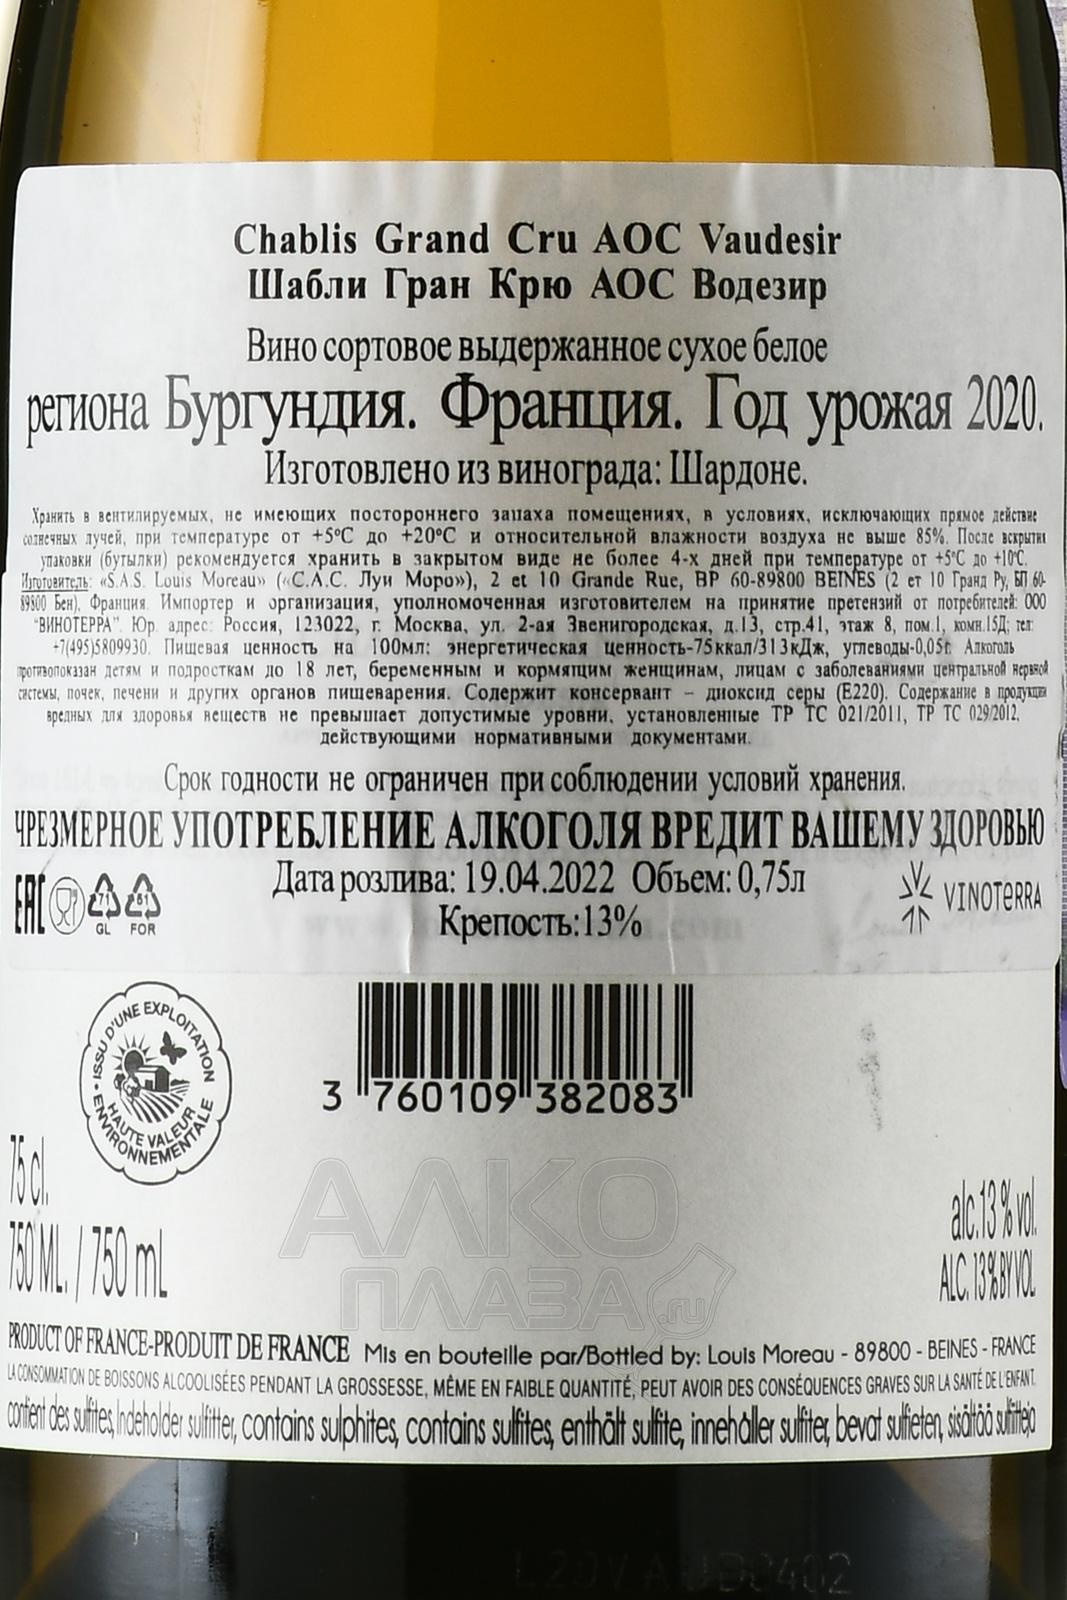 Chablis Grand Cru AOC Vaudesir
Шабли Гран Крю АОС Водезир
Вино сортовое выдержанное сухое белое
региона Бургундия. Франция. Год урожая 2020.
Изготовлено из винограда: Шардоне.
Хранить в вентилируемых, не имеющих постороннего запаха помещениях, в условиях, исключающих прямое действие
солнечных лучей, при температуре от +5°С до +20°С и относительной влажности воздуха не выше 85%. После вскрытия
упаковки (бутылки) рекомендуется хранить в закрытом виде не более 4-х дней при температуре от +5°С до +10°С.
Изготовитель: «S.A.S. Louis Moreau» («С.А.С. Луи Моро»), 2 et 10 Grande Rue, BP 60-89800 BEINES (2 ет 10 Гранд Ру, БП 60-
89800 Бен), Франция. Импортер и организация, уполномоченная изготовителем на принятие претензий от потребителей: ООО
"ВИНОТЕРРА". Юр. адрес: Россия, 123022, г. Москва, ул. 2-ая Звенигородская, д.13, стр.41, этаж 8, пом.1, комн.15Д; тел:
+7(495)5809930. Пищевая ценность на 100мл: энергетическая ценность-75ккал/313кДж, углеводы-0,05г. Алкоголь
противопоказан детям и подросткам до 18 лет, беременным и кормящим женщинам, лицам с заболеваниями центральной нервной
системы, почек, печени и других органов пищеварения. Содержит консервант – диоксид серы (Е220). Содержание в продукции
вредных для здоровья веществ не превышает допустимые уровни, установленные ТР ТС 021/2011, ТР ТС 029/2012,
действующими нормативными документами.
Срок годности не ограничен при соблюдении условий хранения.
ЧРЕЗМЕРНОЕ УПОТРЕБЛЕНИЕ АЛКОГОЛЯ ВРЕДИТ ВАШЕМУ ЗДОРОВЬЮ
Дата розлива: 19.04.2022 Объем: 0,75л
Крепость:13%
EAC
71 GL
61 FOR
VINOTERRA
ISSU D'UNE EXPLOITATION
HAUTE VALEUR
ENVIRONNEMENTALE
3 760109 382083
75 cl.
750 ML. / 750 mL
alc.13 % vol.
ALC. 13%BY VOL.
АЛКО
ПЛАЗА.ru
PRODUCT OF FRANCE-PRODUIT DE FRANCE Mis en bouteille par/Bottled by: Louis Moreau - 89800 - BEINES - FRANCE
LA CONSOMMATION DE BOISSONS ALCOOLISÉES PENDANT LA GROSSESSE, MÊME EN FAIBLE QUANTITÉ, PEUT AVOIR DES CONSÉQUENCES GRAVES SUR LA SANTÉ DE L'ENFANT.
contient des sulfites, Indeholder sulfitter, contains sulphites, contains sulfites, enthält sulfite, innehåller sulfiter, bevat sulfieten, sisältää sulfiitteja